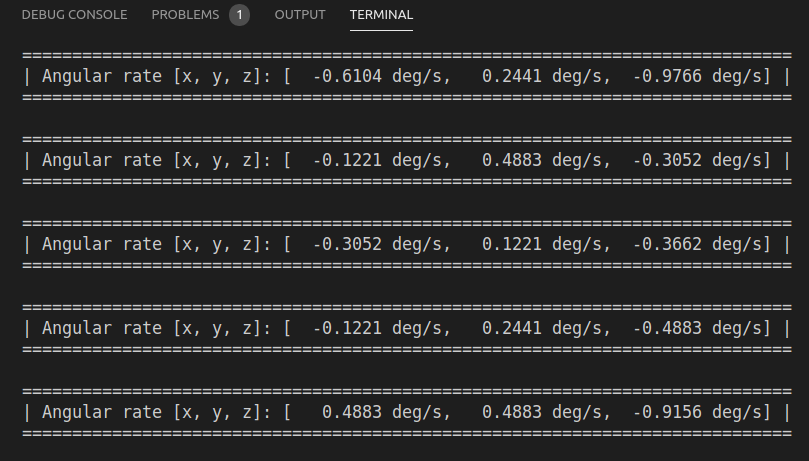 DEBUG CONSOLE PROBLEMS 1 OUTPUT TERMINAL
=============================================================================
| Angular rate [x, y, z]: [  -0.6104 deg/s,   0.2441 deg/s,  -0.9766 deg/s] |
=============================================================================
=============================================================================
| Angular rate [x, y, z]: [  -0.1221 deg/s,   0.4883 deg/s,  -0.3052 deg/s] |
=============================================================================
=============================================================================
| Angular rate [x, y, z]: [  -0.3052 deg/s,   0.1221 deg/s,  -0.3662 deg/s] |
=============================================================================
=============================================================================
| Angular rate [x, y, z]: [  -0.1221 deg/s,   0.2441 deg/s,  -0.4883 deg/s] |
=============================================================================
=============================================================================
| Angular rate [x, y, z]: [   0.4883 deg/s,   0.4883 deg/s,  -0.9156 deg/s] |
=============================================================================